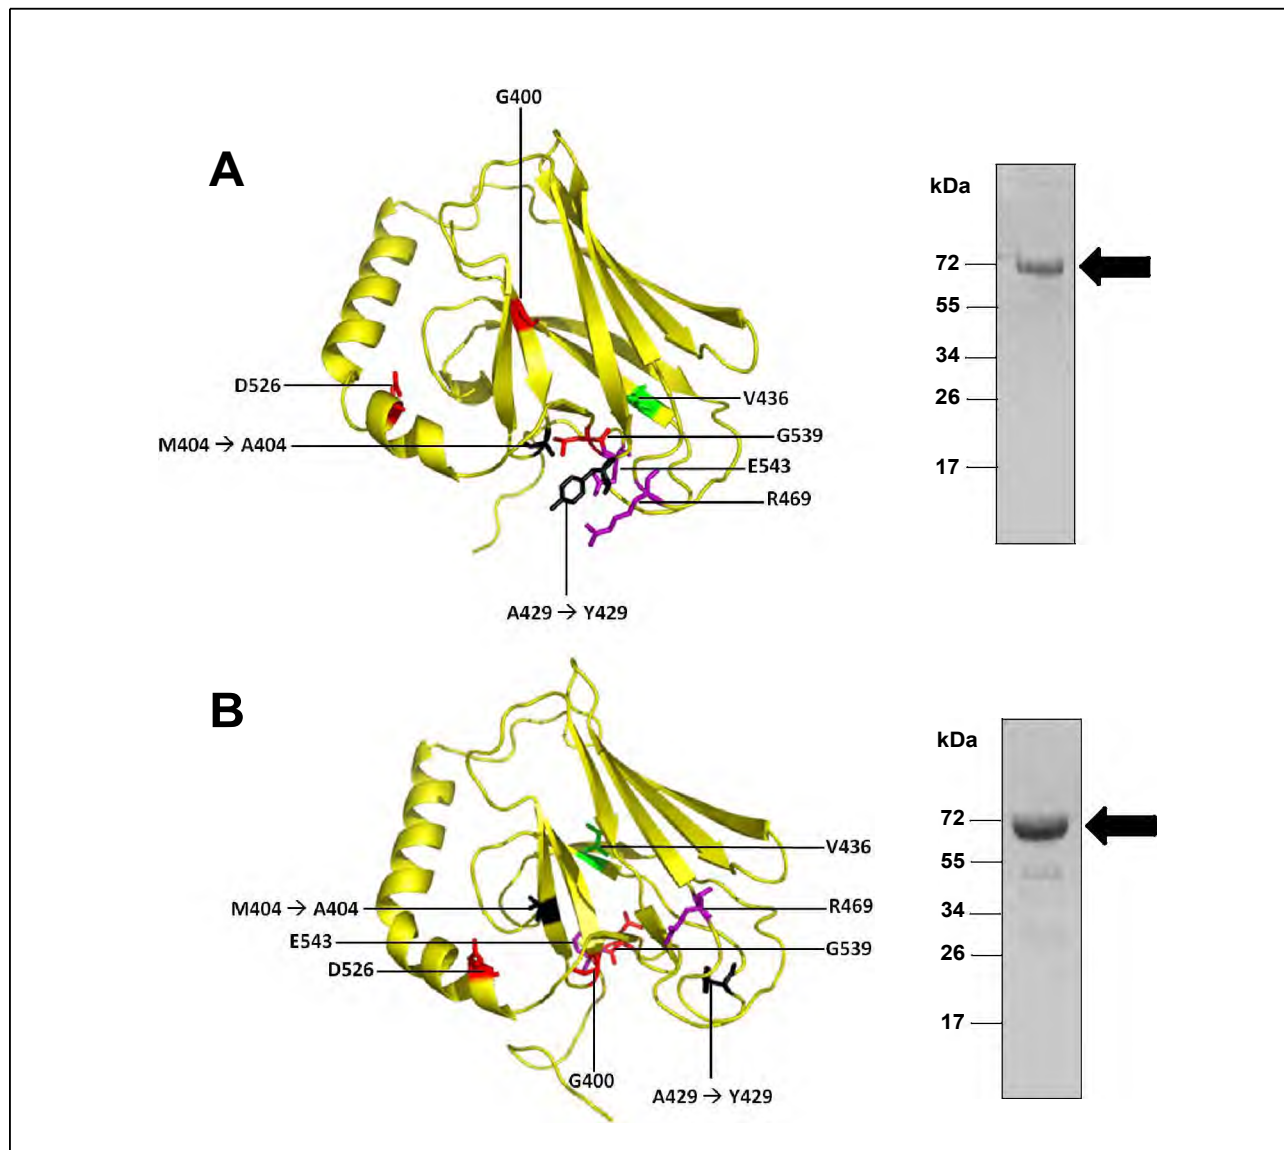 G400
A
kDa
72
55
34
26
17
D526
V436
M404 → A404
G539
E543
R469
A429 → Y429
B
kDa
72
55
34
26
17
V436
M404 → A404
R469
E543
G539
D526
G400
A429 → Y429